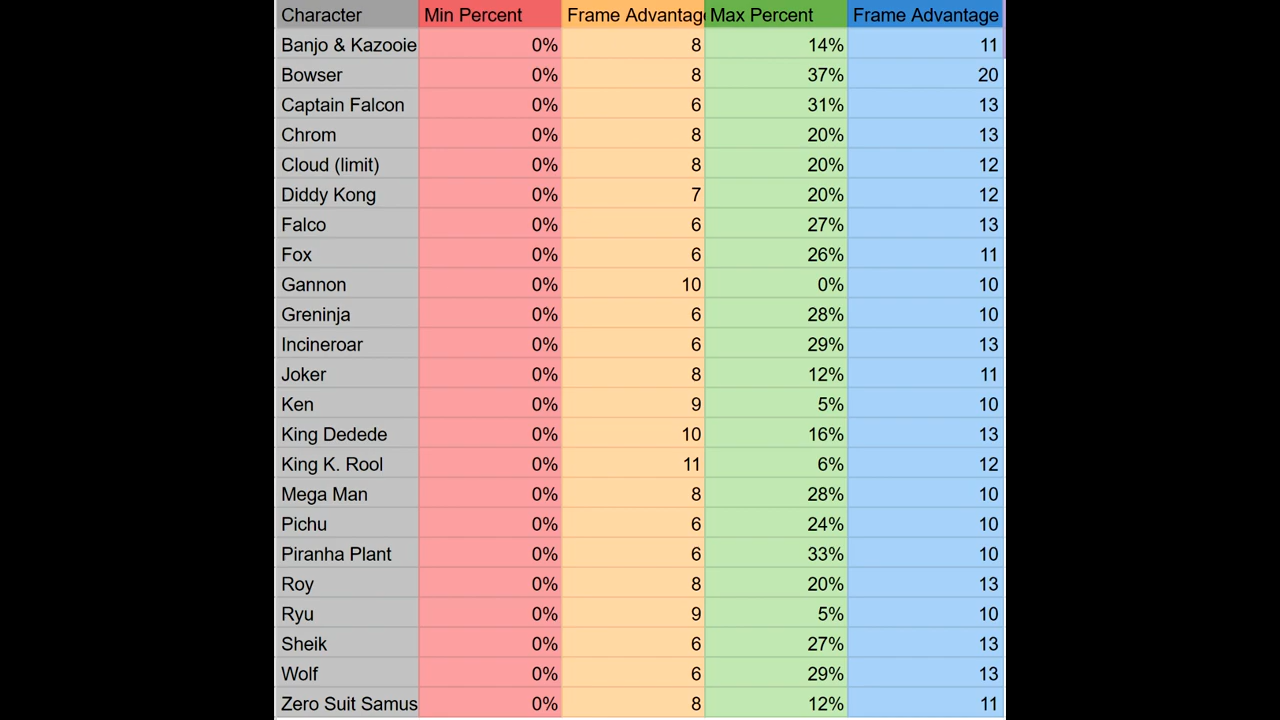 Character Min Percent Frame Advantage Max Percent Frame Advantage
Banjo & Kazooie 0% 8 14% 11
Bowser 0% 8 37% 20
Captain Falcon 0% 6 31% 13
Chrom 0% 8 20% 13
Cloud (limit) 0% 8 20% 12
Diddy Kong 0% 7 20% 12
Falco 0% 6 27% 13
Fox 0% 6 26% 11
Gannon 0% 10 0% 10
Greninja 0% 6 28% 10
Incineroar 0% 6 29% 13
Joker 0% 8 12% 11
Ken 0% 9 5% 10
King Dedede 0% 10 16% 13
King K. Rool 0% 11 6% 12
Mega Man 0% 8 28% 10
Pichu 0% 6 24% 10
Piranha Plant 0% 6 33% 10
Roy 0% 8 20% 13
Ryu 0% 9 5% 10
Sheik 0% 6 27% 13
Wolf 0% 6 29% 13
Zero Suit Samus 0% 8 12% 11